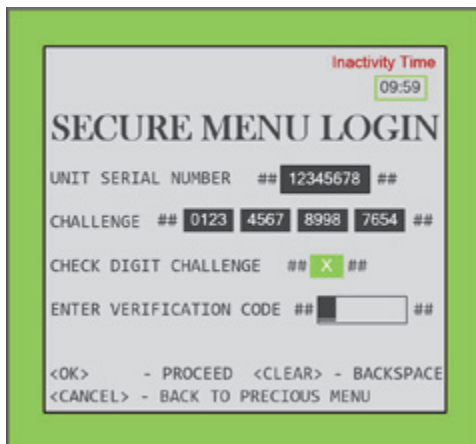 Inactivity Time
09:59
SECURE MENU LOGIN
UNIT SERIAL NUMBER ## 12345678 ##
CHALLENGE ## 0123 4567 8998 7654 ##
CHECK DIGIT CHALLENGE ## X ##
ENTER VERIFICATION CODE ## ##
<OK> - PROCEED <CLEAR> - BACKSPACE
<CANCEL> - BACK TO PRECIOUS MENU